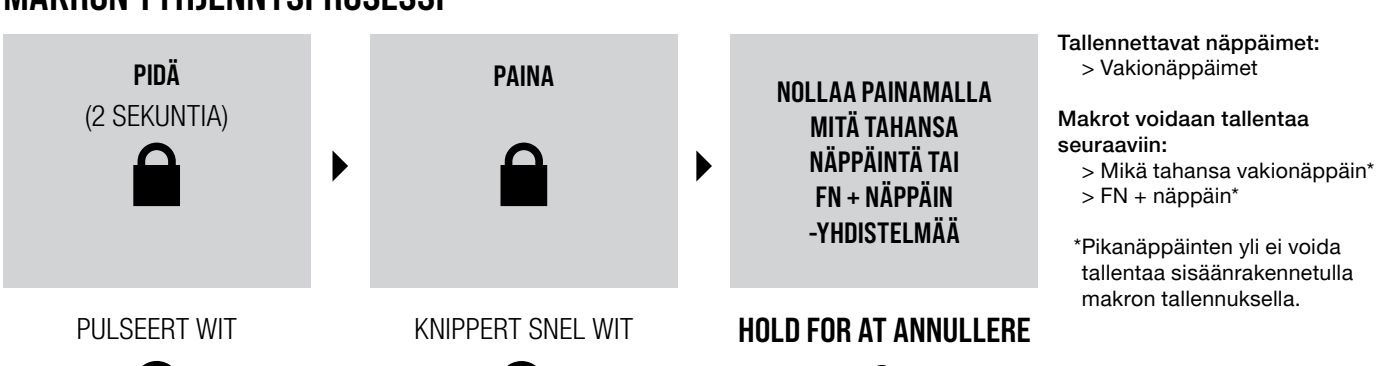 MAKRON TYHJENNYSPROSESSI
PIDÄ
(2 SEKUNTIA)
PAINA
NOLLAA PAINAMALLA
MITÄ TAHANSA
NÄPPÄINTÄ TAI
FN + NÄPPÄIN
-YHDISTELMÄÄ
PULSEERT WIT
KNIPPERT SNEL WIT
HOLD FOR AT ANNULLERE
Tallennettavat näppäimet:
> Vakionäppäimet
Makrot voidaan tallentaa
seuraaviin:
> Mikä tahansa vakionäppäin*
> FN + näppäin*
*Pikanäppäinten yli ei voida
tallentaa sisäänrakennetulla
makron tallennuksella.